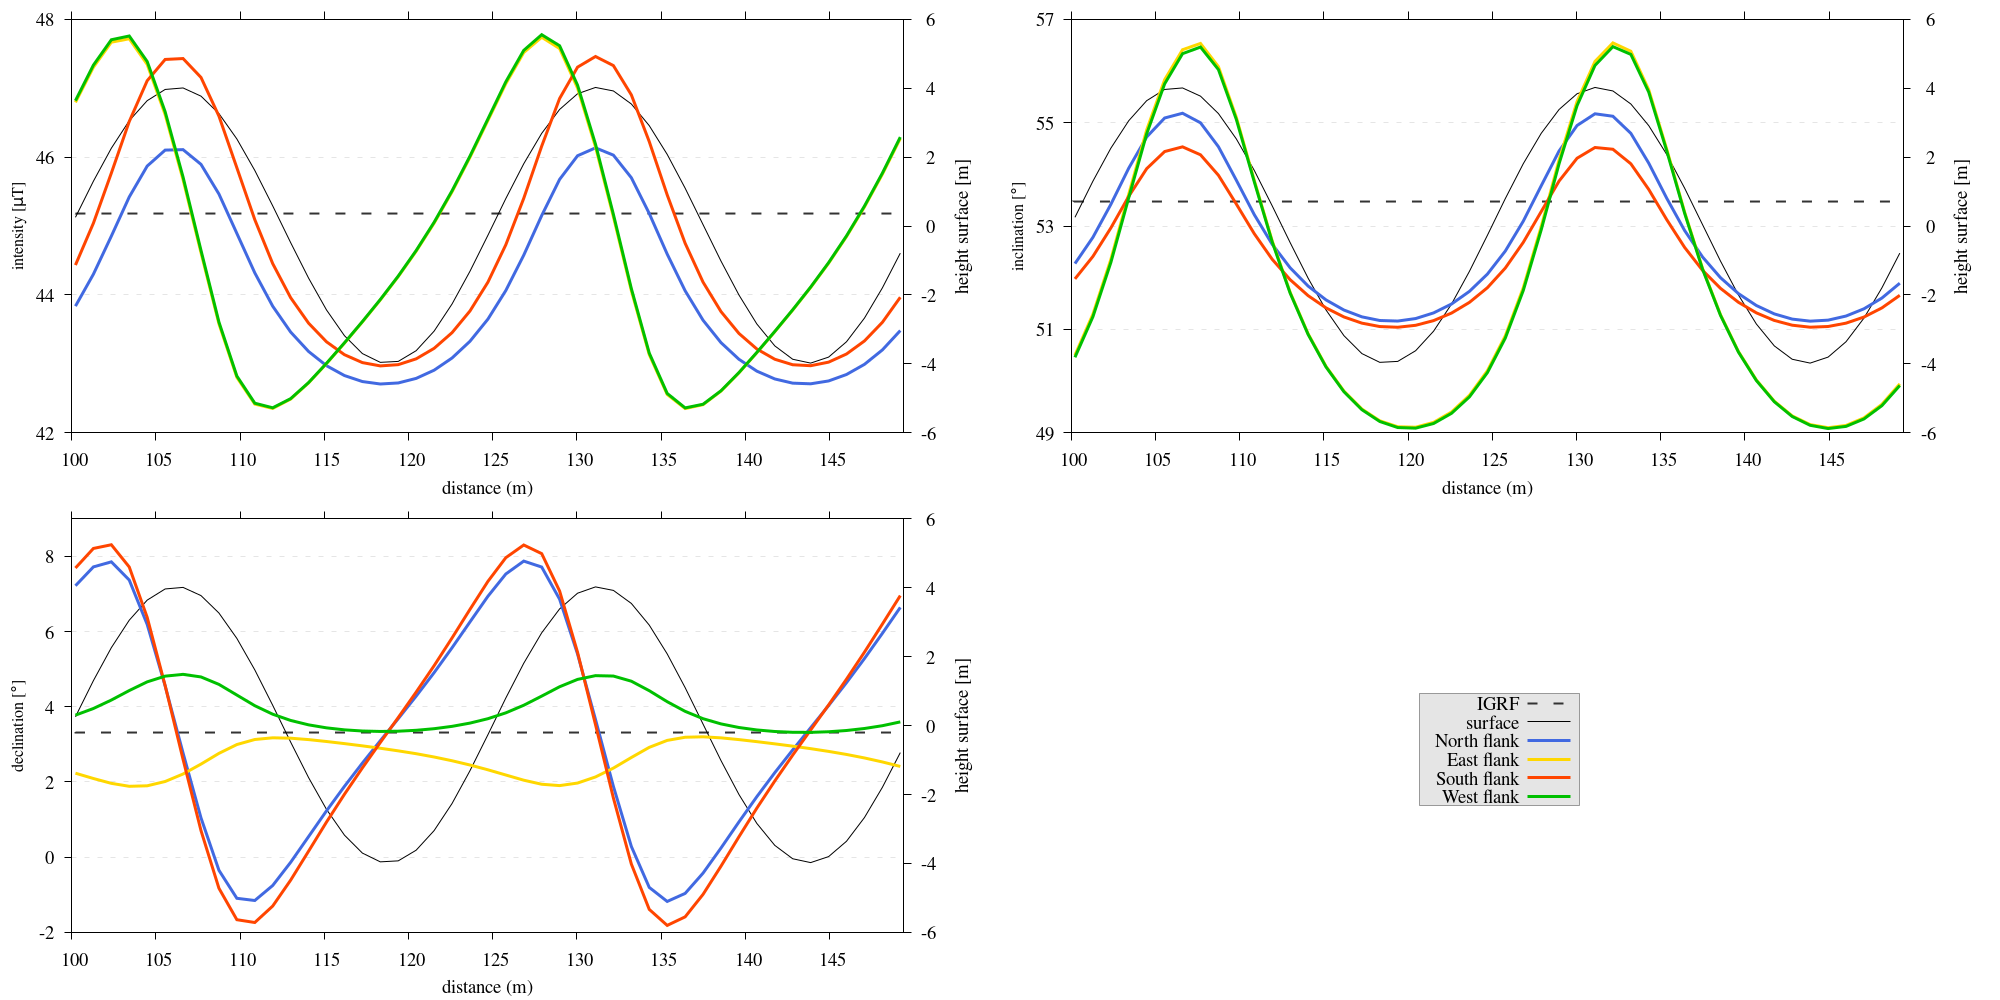 48
46
44
42
intensity [µT]
6
4
2
0
-2
-4
-6
height surface [m]
100 105 110 115 120 125 130 135 140 145
distance (m)
57
55
53
51
49
inclination [°]
6
4
2
0
-2
-4
-6
height surface [m]
100 105 110 115 120 125 130 135 140 145
distance (m)
8
6
4
2
0
-2
declination [°]
6
4
2
0
-2
-4
-6
height surface [m]
100 105 110 115 120 125 130 135 140 145
distance (m)
IGRF
surface
North flank
East flank
South flank
West flank